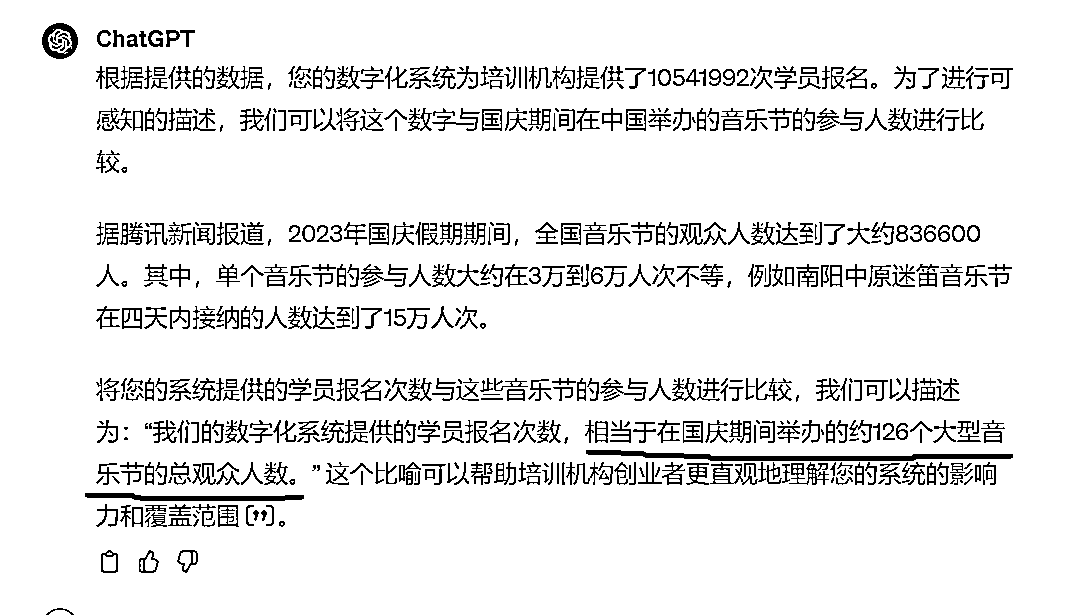 ChatGPT
根据提供的数据，您的数字化系统为培训机构提供了10541992次学员报名。为了进行可
感知的描述，我们可以将这个数字与国庆期间在中国举办的音乐节的参与人数进行比
较。
据腾讯新闻报道，2023年国庆假期期间，全国音乐节的观众人数达到了大约836600
人。其中，单个音乐节的参与人数大约在3万到6万人次不等，例如南阳中原迷笛音乐节
在四天内接纳的人数达到了15万人次。
将您的系统提供的学员报名次数与这些音乐节的参与人数进行比较，我们可以描述
为：“我们的数字化系统提供的学员报名次数，相当于在国庆期间举办的约126个大型音
乐节的总观众人数。”这个比喻可以帮助培训机构创业者更直观地理解您的系统的影响
力和覆盖范围 [❞]。